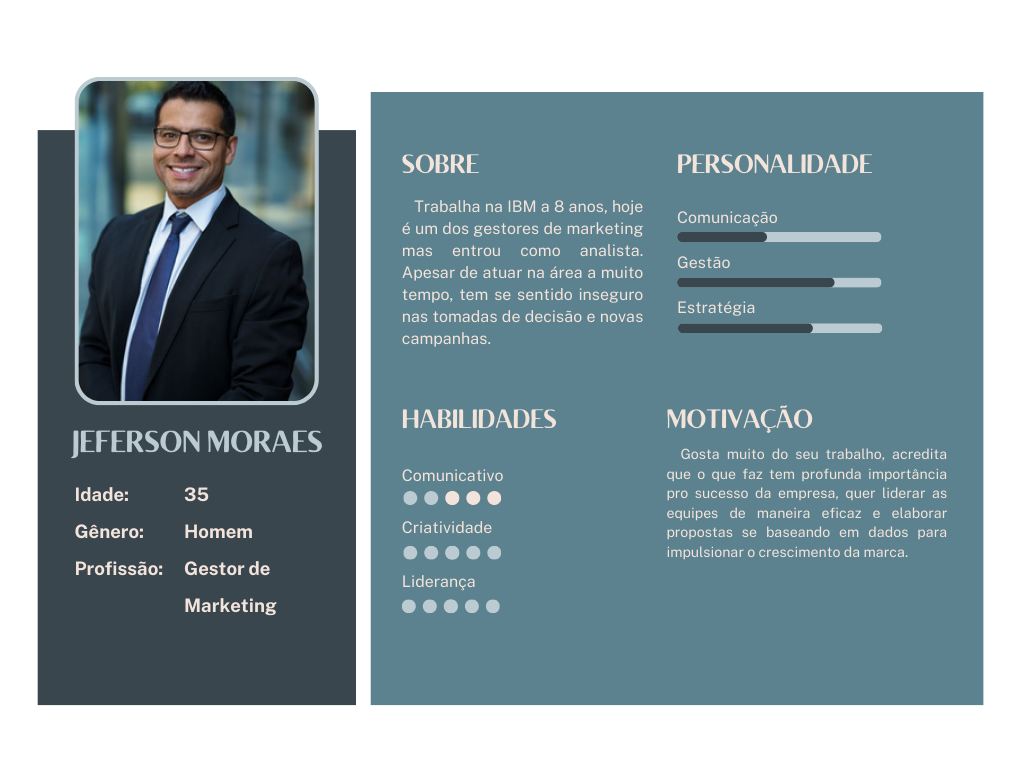 JEFERSON MORAES
Idade: 35
Gênero: Homem
Profissão: Gestor de
Marketing
SOBRE
Trabalha na IBM a 8 anos, hoje
é um dos gestores de marketing
mas entrou como analista.
Apesar de atuar na área a muito
tempo, tem se sentido inseguro
nas tomadas de decisão e novas
campanhas.
PERSONALIDADE
Comunicação
Gestão
Estratégia
HABILIDADES
Comunicativo
Criatividade
Liderança
MOTIVAÇÃO
Gosta muito do seu trabalho, acredita
que o que faz tem profunda importância
pro sucesso da empresa, quer liderar as
equipes de maneira eficaz e elaborar
propostas se baseando em dados para
impulsionar o crescimento da marca.